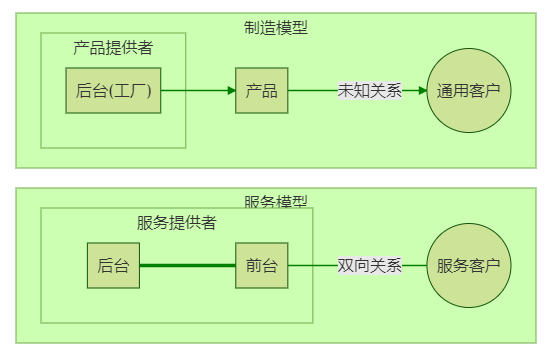 制造模型
产品提供者
后台(工厂)
产品
未知关系
通用客户
服务模型
服务提供者
后台
前台
双向关系
服务客户